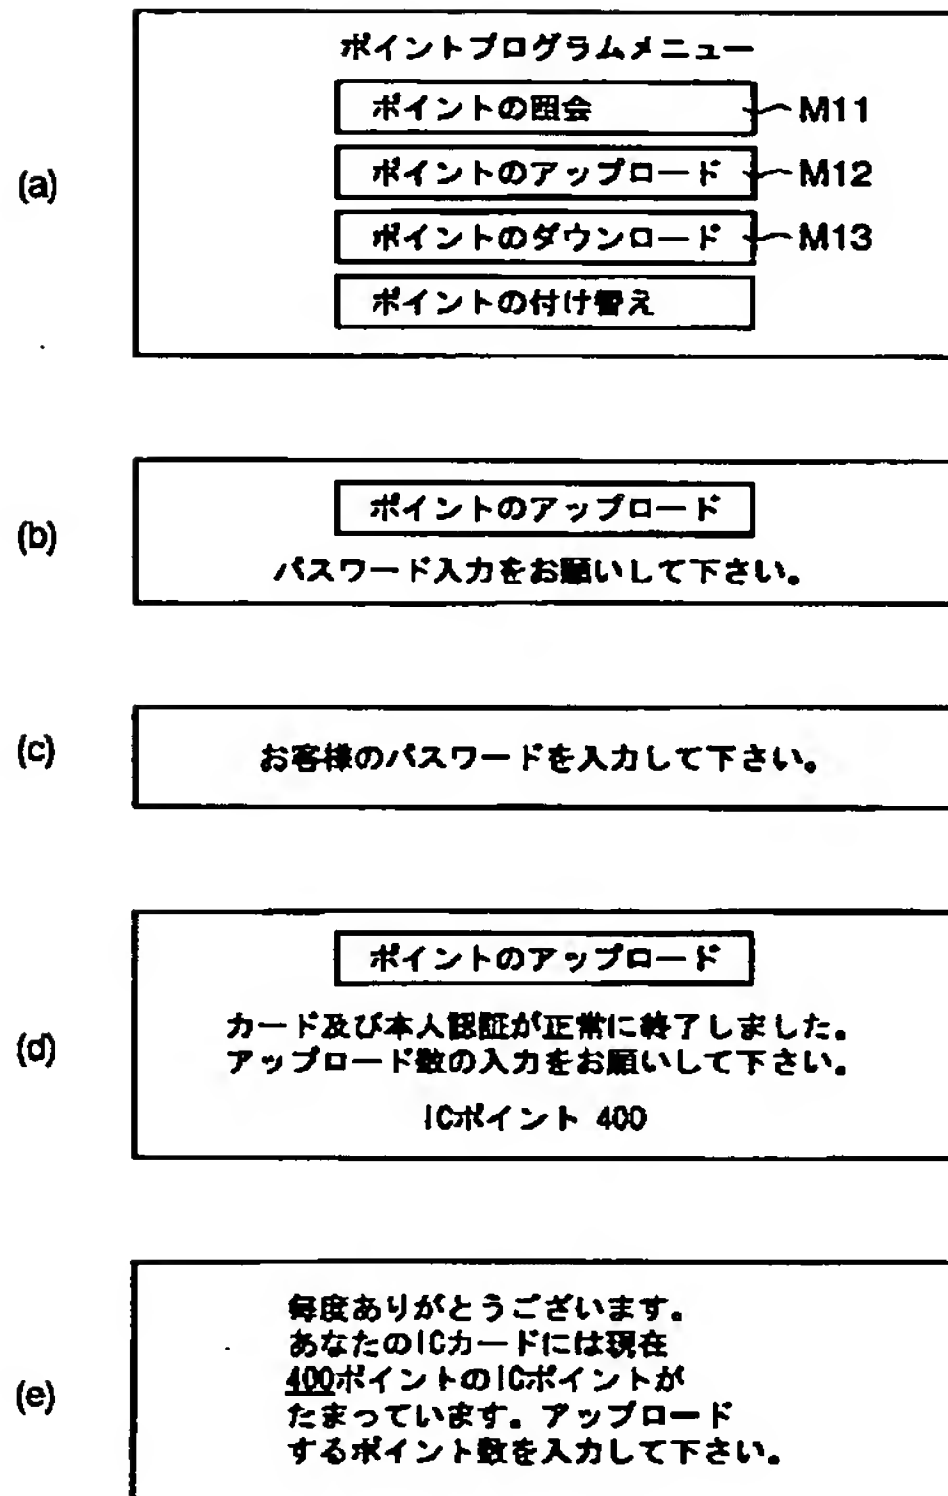 (a)
ポイントプログラムメニュー
ポイントの照会 M11
ポイントのアップロード M12
ポイントのダウンロード M13
ポイントの付け替え
(b)
ポイントのアップロード
パスワード入力をお願いして下さい。
(c)
お客様のパスワードを入力して下さい。
(d)
ポイントのアップロード
カード及び本人認証が正常に終了しました。
アップロード数の入力をお願いして下さい。
ICポイント 400
(e)
毎度ありがとうございます。
あなたのICカードには現在
400ポイントのICポイントが
たまっています。アップロード
するポイント数を入力して下さい。